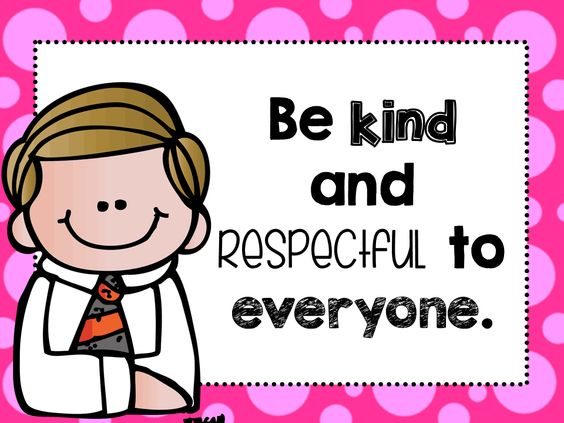 Be kind
and
RESPECTFUL to
everyone.